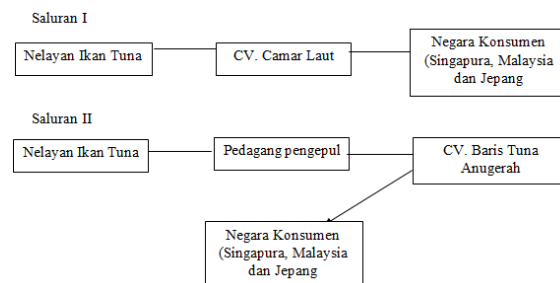 Saluran I
Nelayan Ikan Tuna
CV. Camar Laut
Negara Konsumen
(Singapura, Malaysia
dan Jepang
Saluran II
Nelayan Ikan Tuna
Pedagang pengepul
CV. Baris Tuna
Anugerah
Negara Konsumen
(Singapura, Malaysia
dan Jepang